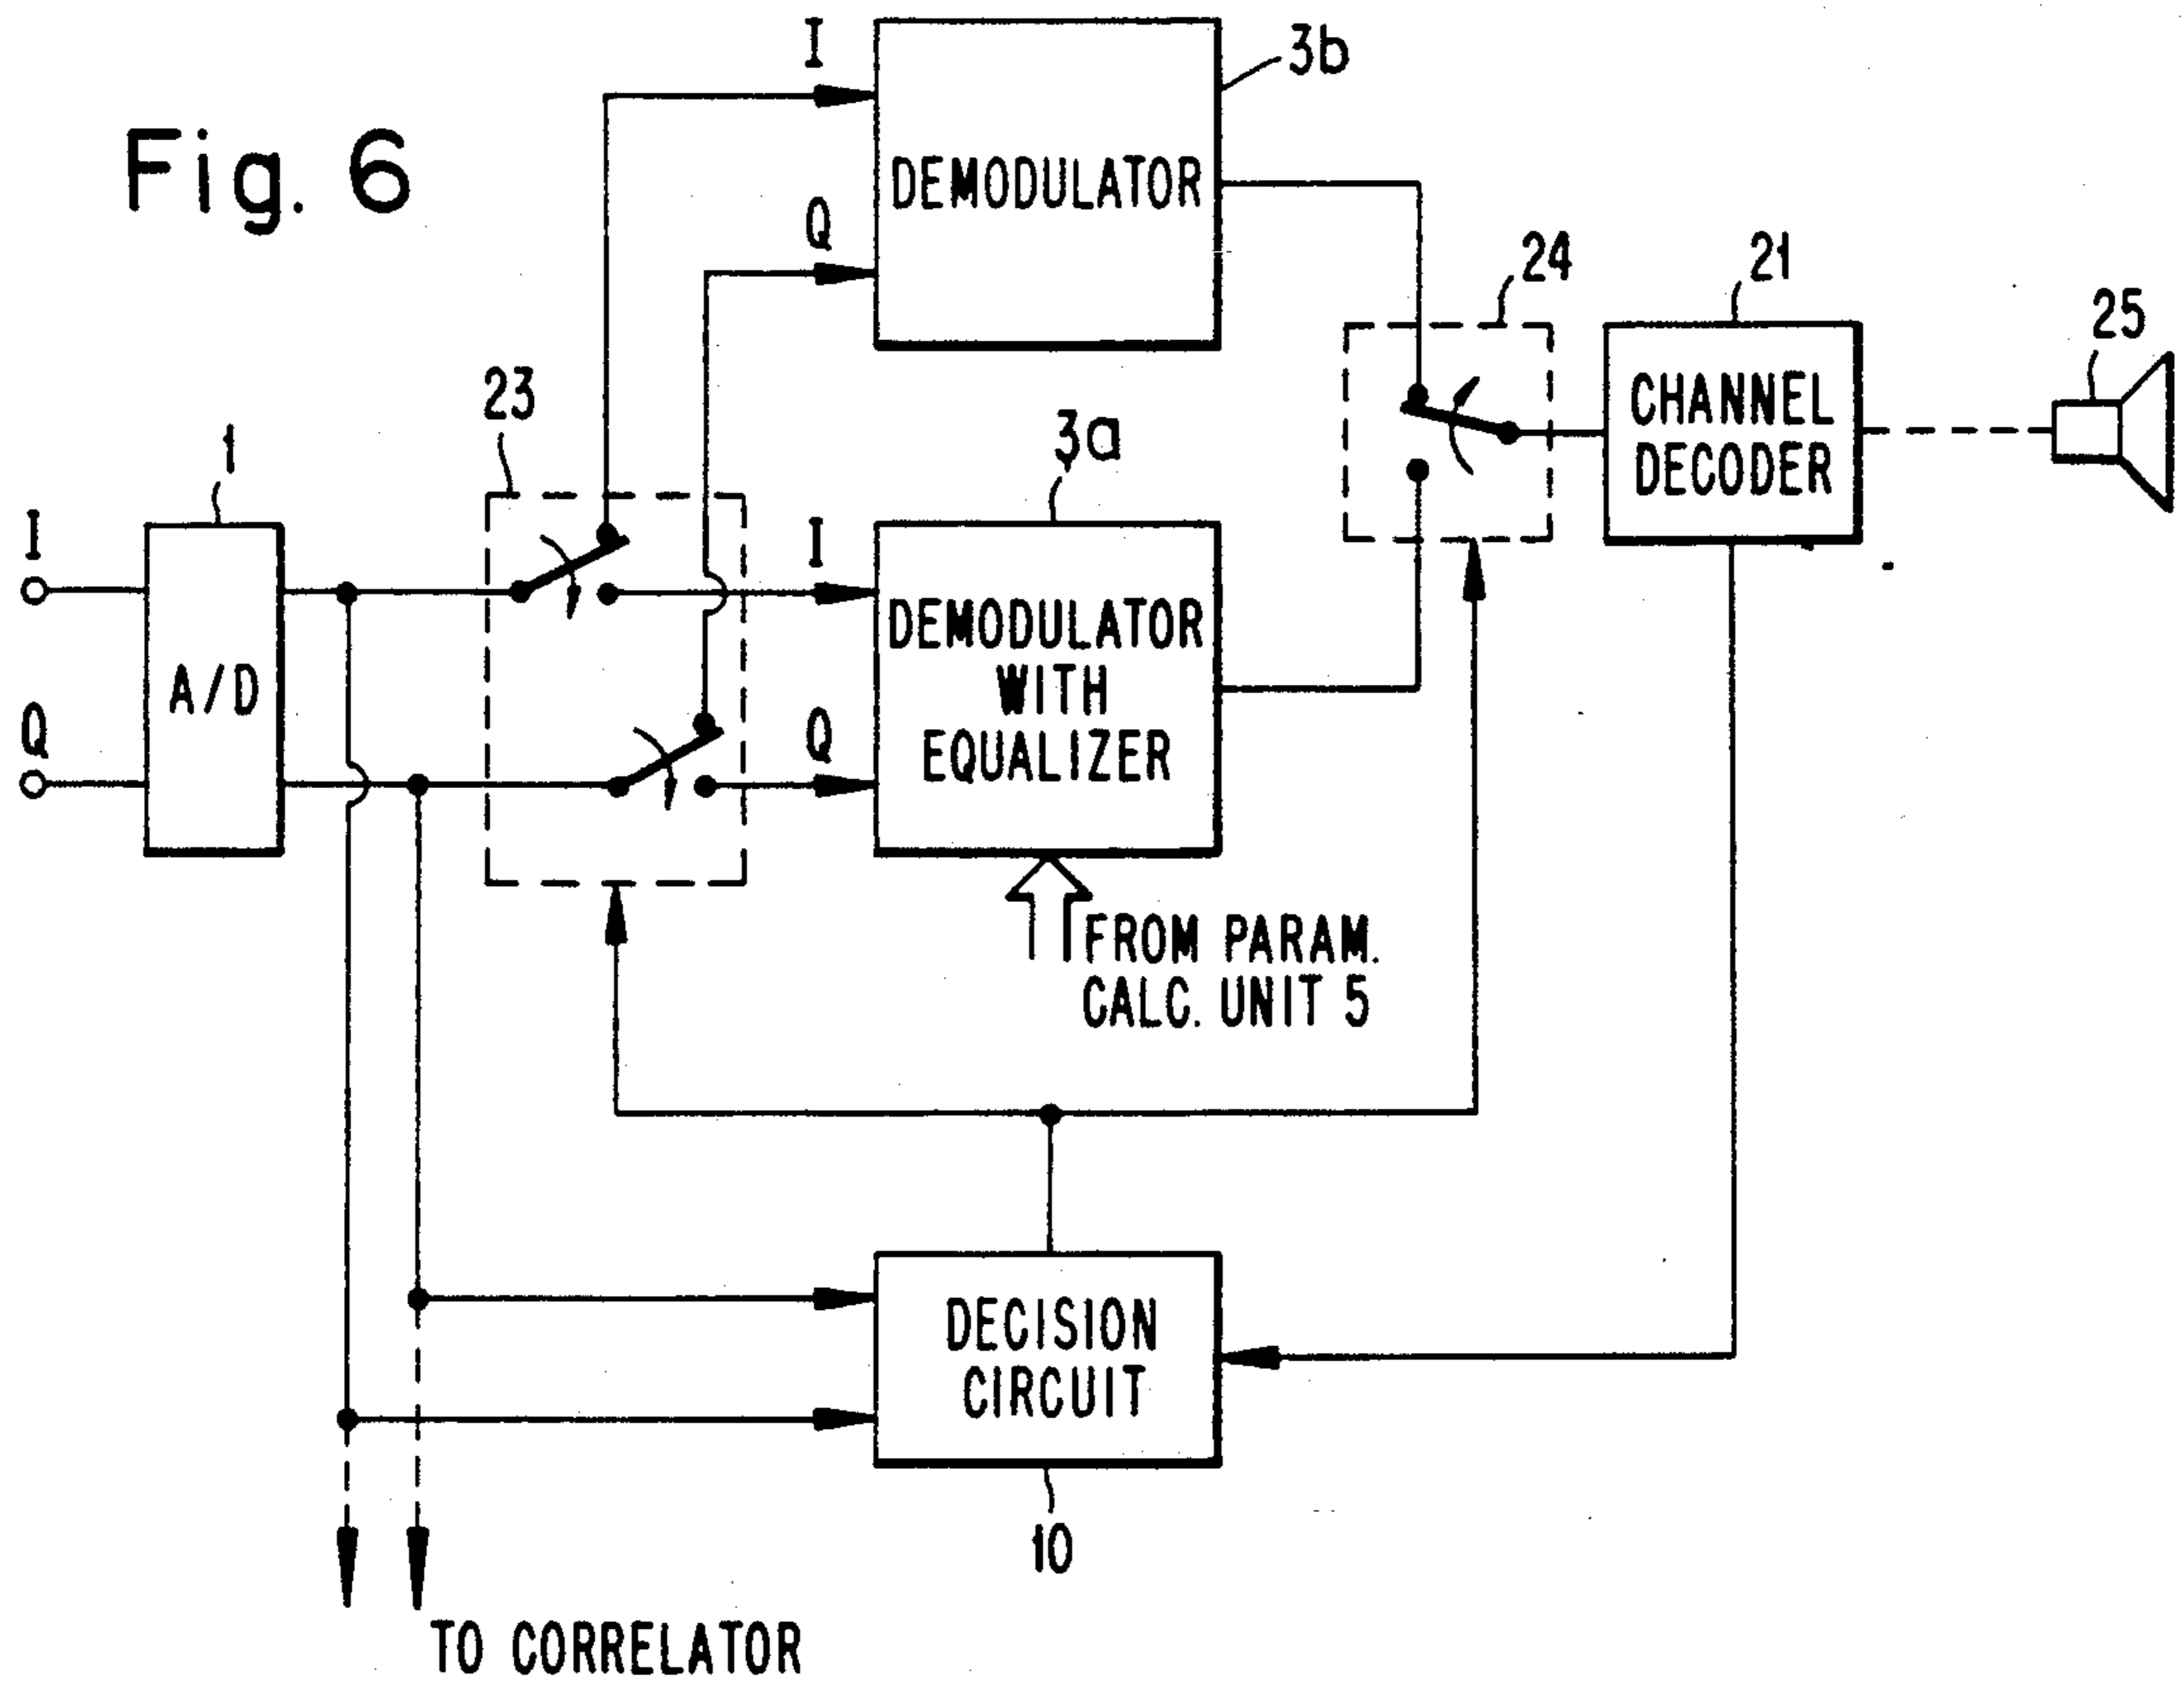 Fig. 6
I
3b
DEMODULATOR
Q
24
21
25
23
CHANNEL
DECODER
1
3a
I
I
DEMODULATOR
WITH
EQUALIZER
A/D
Q
Q
FROM PARAM.
CALC. UNIT 5
DECISION
CIRCUIT
10
TO CORRELATOR